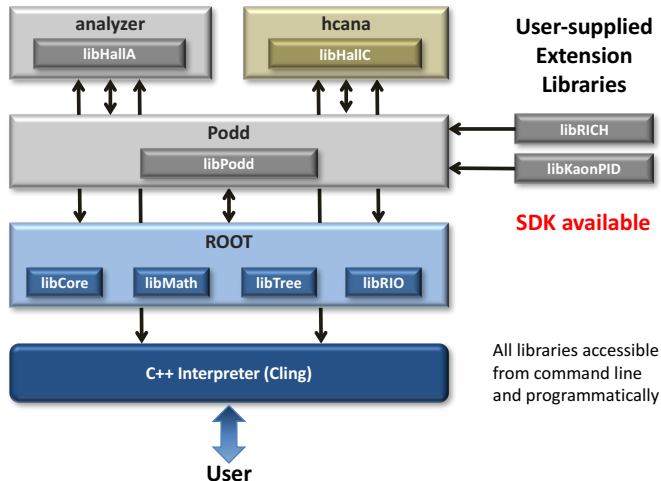 analyzer
libHallA
hcana
libHallC
User-supplied
Extension
Libraries
Podd
libPodd
libRICH
libKaonPID
SDK available
ROOT
libCore
libMath
libTree
libRIO
C++ Interpreter (Cling)
All libraries accessible
from command line
and programmatically
User